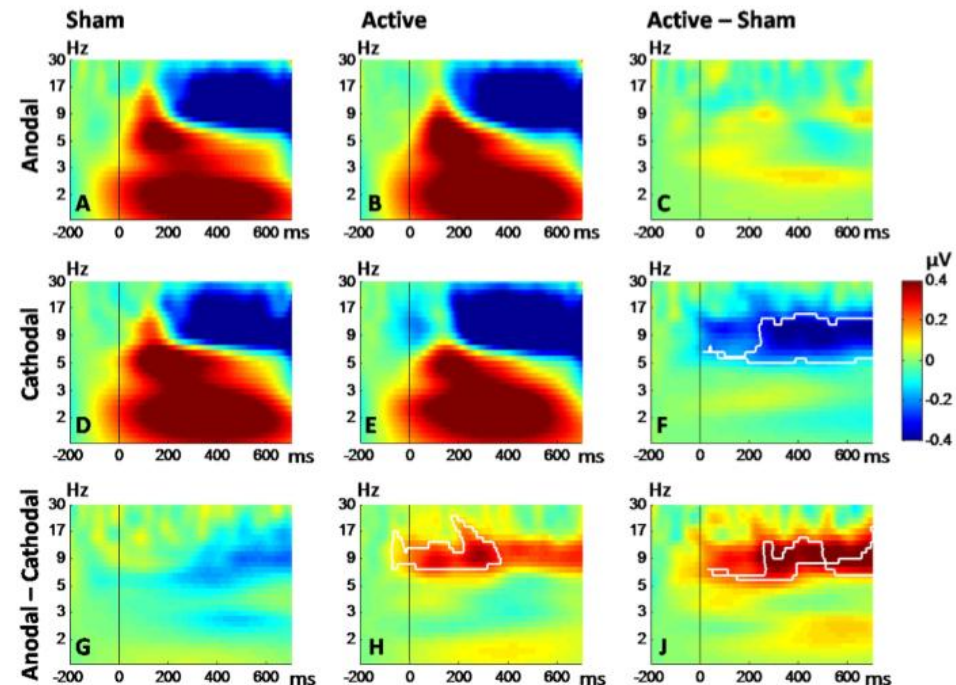 Sham Active Active – Sham
Hz Hz Hz
30 30 30
17 17 17
9 9 9
5 5 5
3 3 3
2 2 2
Anodal
A B C
-200 0 200 400 600 ms -200 0 200 400 600 ms -200 0 200 400 600 ms
Hz Hz Hz
µV
30 30 30 0.4
17 17 17 0.2
9 9 9
5 5 5 0
3 3 3 -0.2
2 2 2
-0.4
Cathodal
D E F
-200 0 200 400 600 ms -200 0 200 400 600 ms -200 0 200 400 600 ms
Hz Hz Hz
30 30 30
17 17 17
9 9 9
5 5 5
3 3 3
2 2 2
Anodal – Cathodal
G H J
-200 0 200 400 600 ms -200 0 200 400 600 ms -200 0 200 400 600 ms